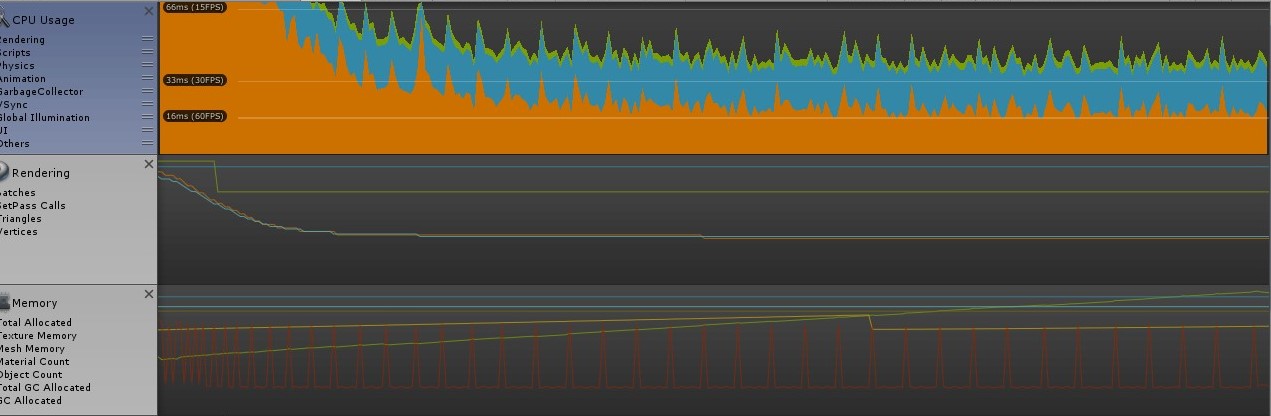 CPU Usage
Rendering
Scripts
Physics
Animation
GarbageCollector
VSync
Global Illumination
UI
Others
66ms (15FPS)
33ms (30FPS)
16ms (60FPS)
Rendering
Batches
SetPass Calls
Triangles
Vertices
Memory
Total Allocated
Texture Memory
Mesh Memory
Material Count
Object Count
Total GC Allocated
GC Allocated